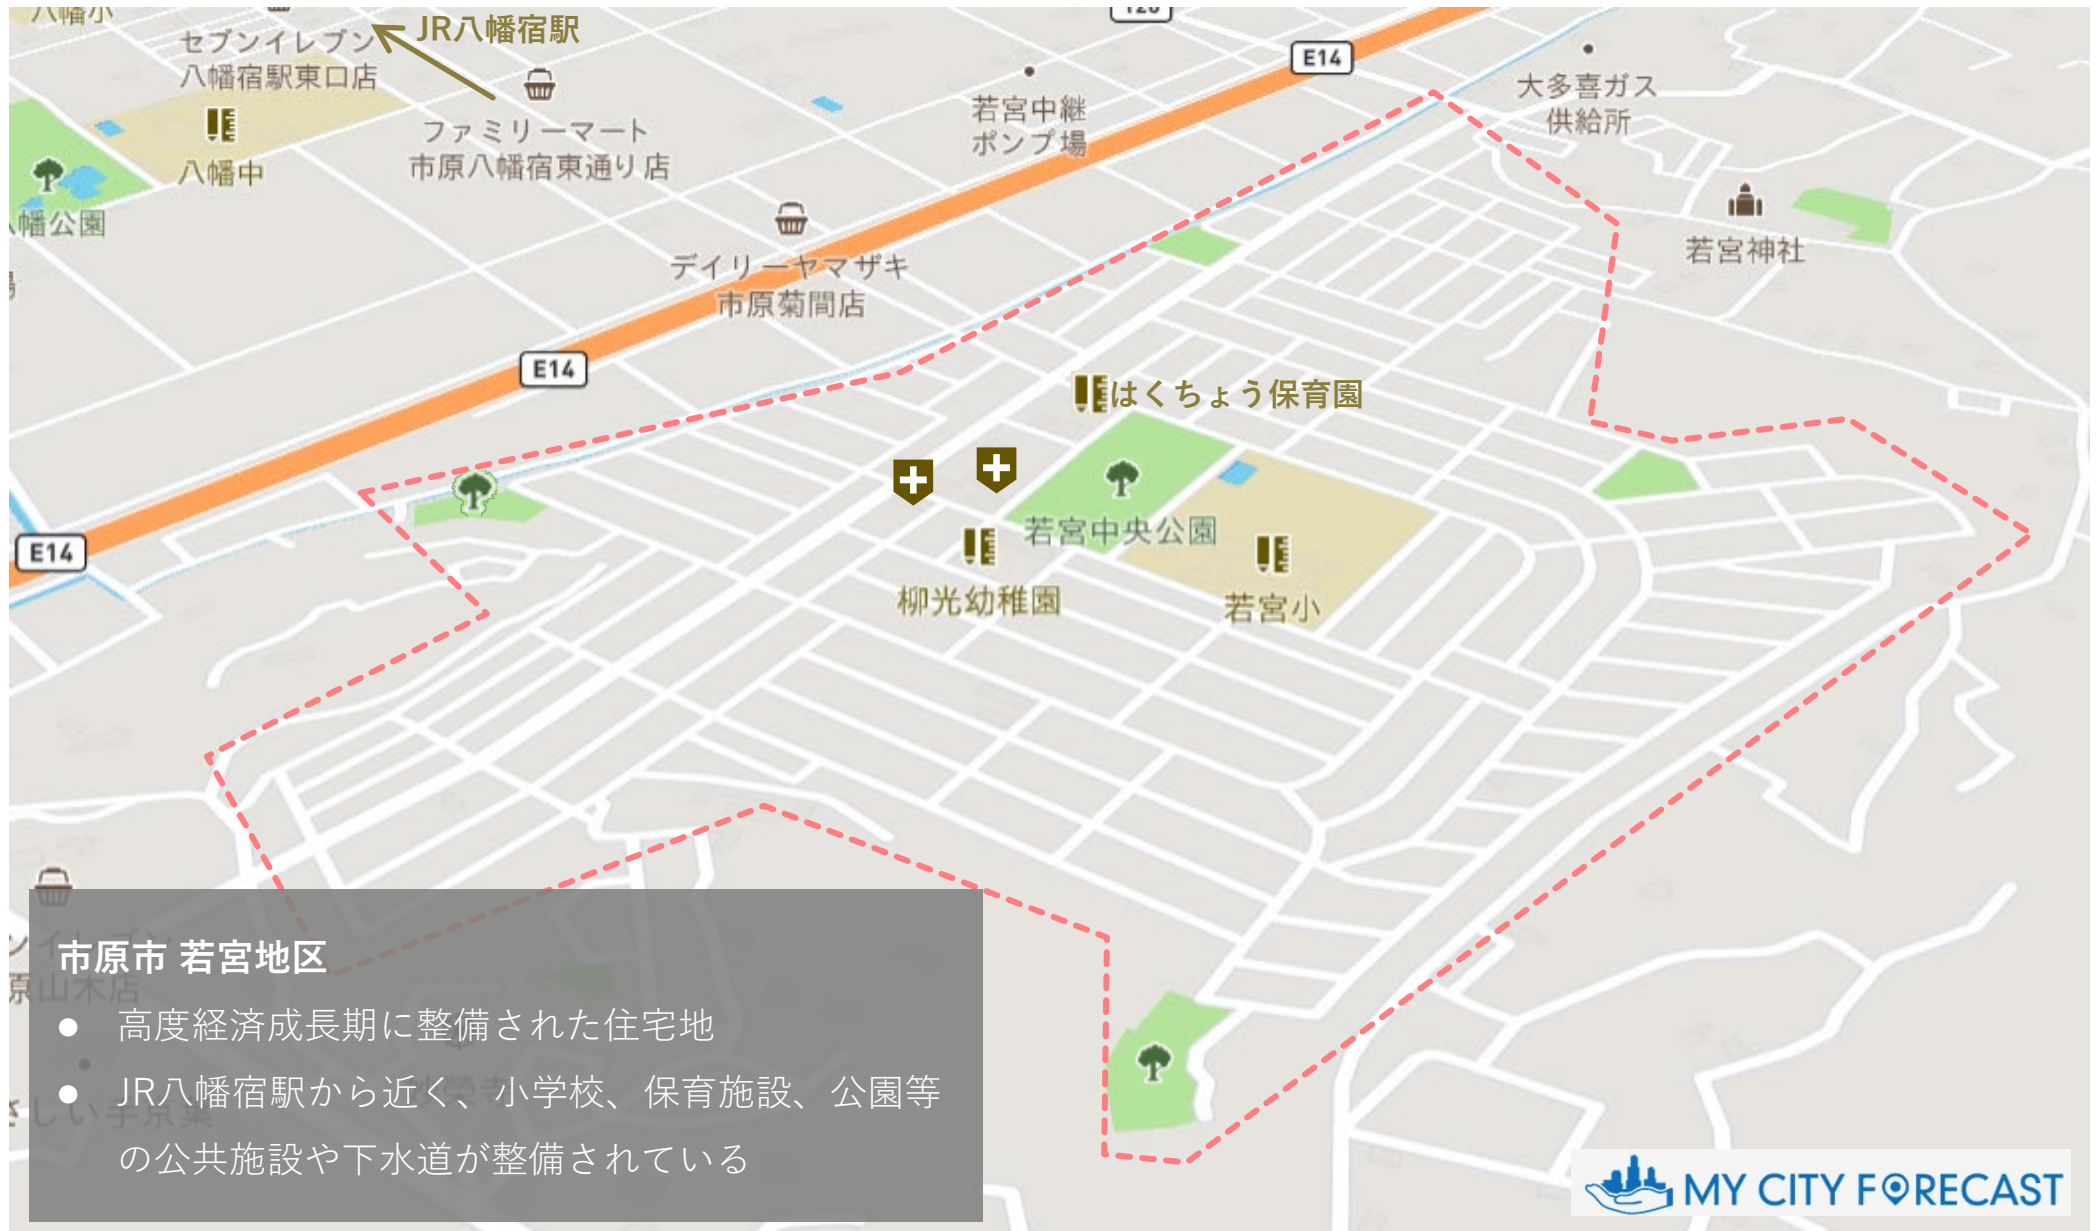 八幡小
JR八幡宿駅
セブンイレブン
八幡宿駅東口店
ファミリーマート
市原八幡宿東通り店
八幡中
幡公園
若宮中継
ポンプ場
E14
大多喜ガス
供給所
若宮神社
デイリーヤマザキ
市原菊間店
E14
はくちょう保育園
E14
若宮中央公園
柳光幼稚園
若宮小
原山木店
市原市 若宮地区
● 高度経済成長期に整備された住宅地
● JR八幡宿駅から近く、小学校、保育施設、公園等
の公共施設や下水道が整備されている
MY CITY FORECAST